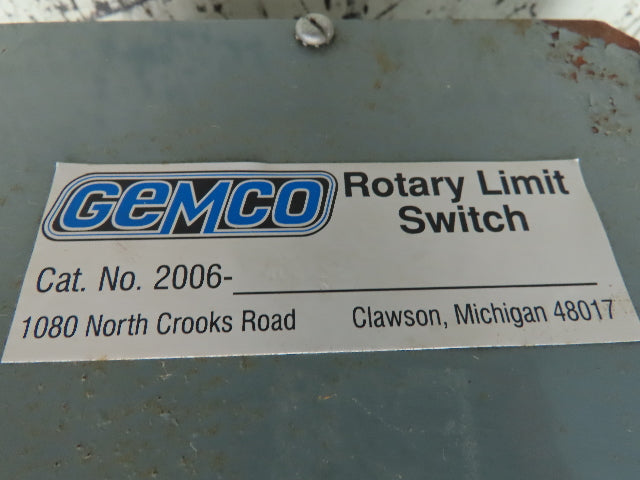 GEMCO Rotary Limit
Switch
Cat. No. 2006-
1080 North Crooks Road Clawson, Michigan 48017